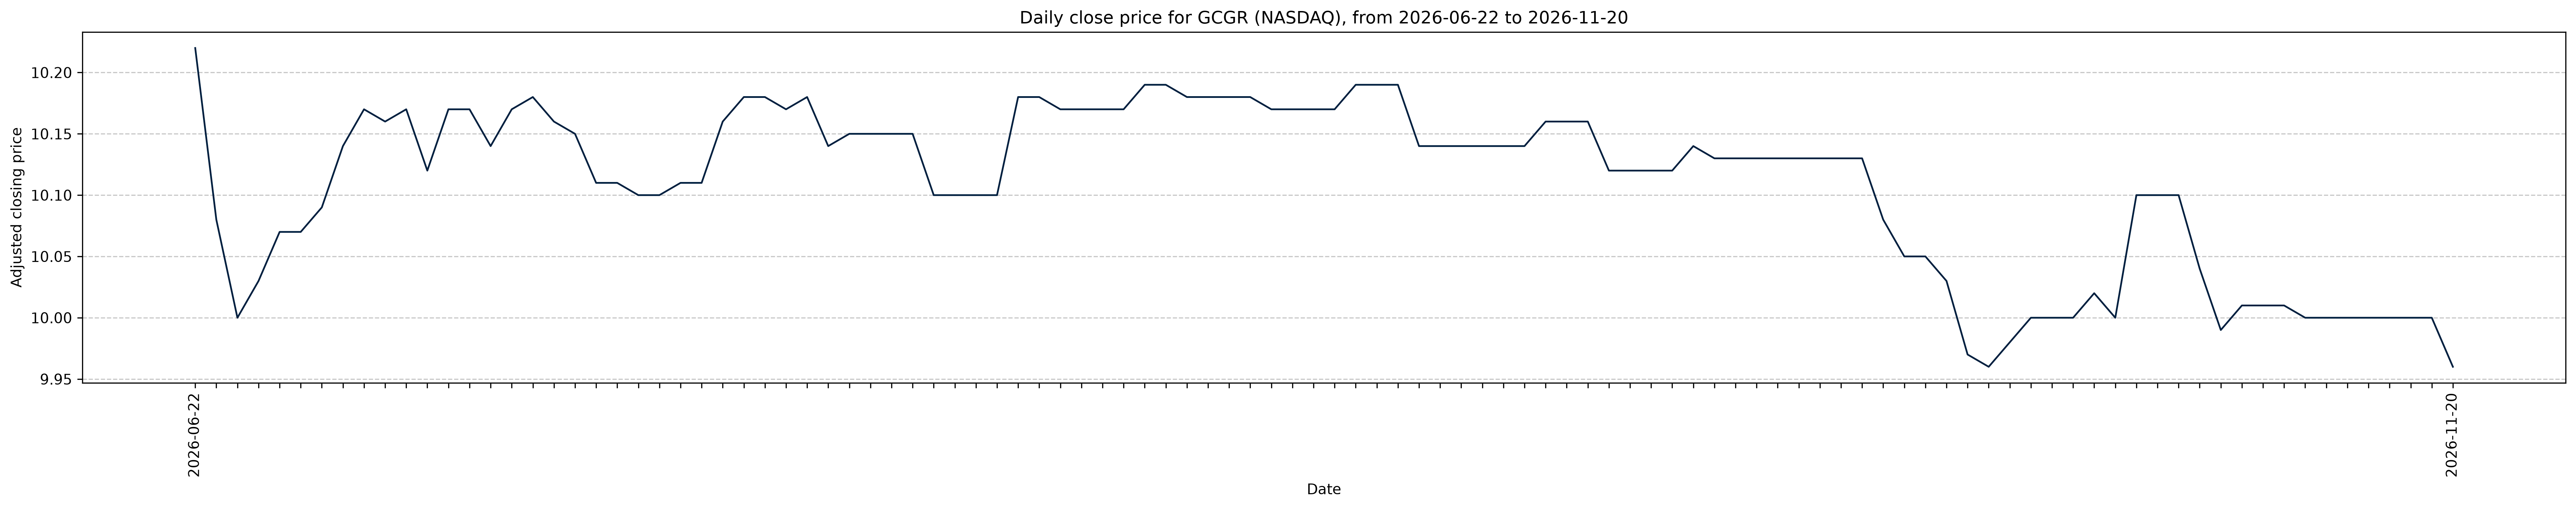 Daily close price for GCGR (NASDAQ), from 2026-06-22 to 2026-11-20
Adjusted closing price
10.20
10.15
10.10
10.05
10.00
9.95
2026-06-22
2026-11-20
Date